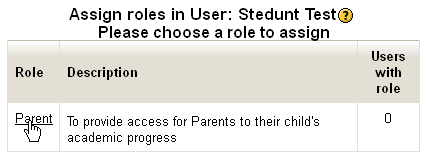 Assign roles in User: Stedunt Test?
Please choose a role to assign
Role Description Users with role
Parent To provide access for Parents to their child's academic progress 0